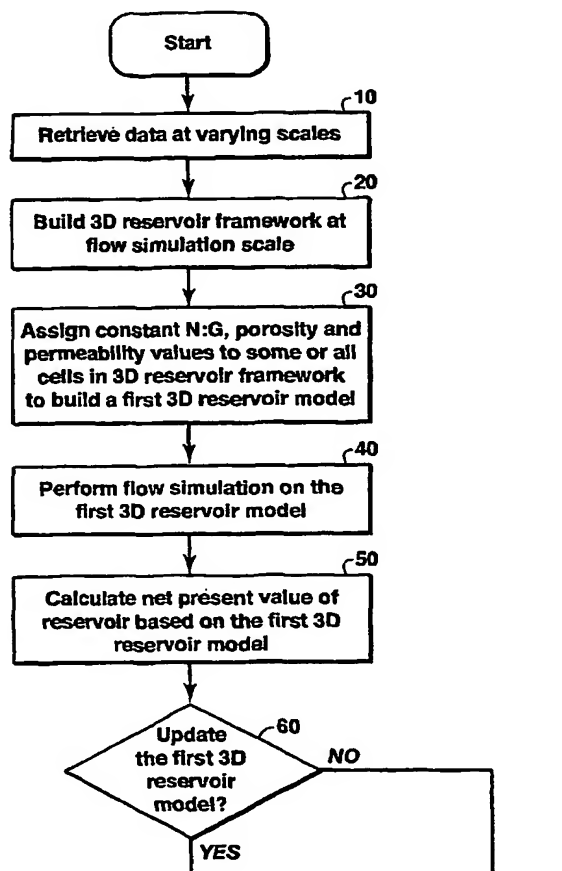 Start
10
Retrieve data at varying scales
20
Build 3D reservoir framework at
flow simulation scale
30
Assign constant N:G, porosity and
permeability values to some or all
cells in 3D reservoir framework
to build a first 3D reservoir model
40
Perform flow simulation on the
first 3D reservoir model
50
Calculate net present value of
reservoir based on the first 3D
reservoir model
60
Update
the first 3D
reservoir
model?
NO
YES